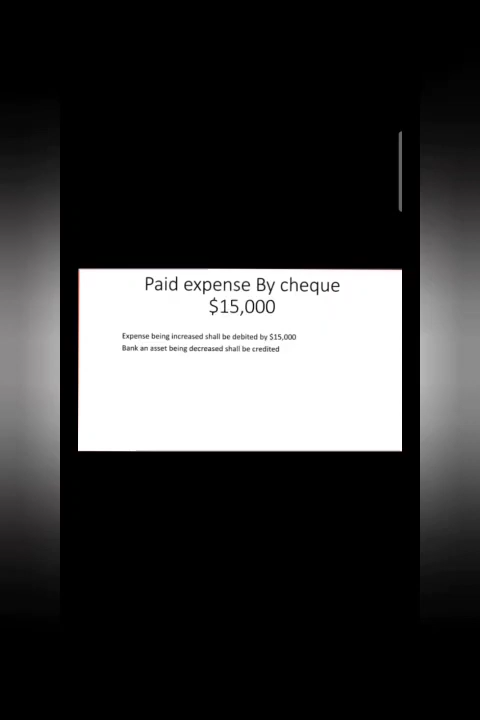 Paid expense By cheque
$15,000
Expense being increased shall be debited by $15,000
Bank an asset being decreased shall be credited